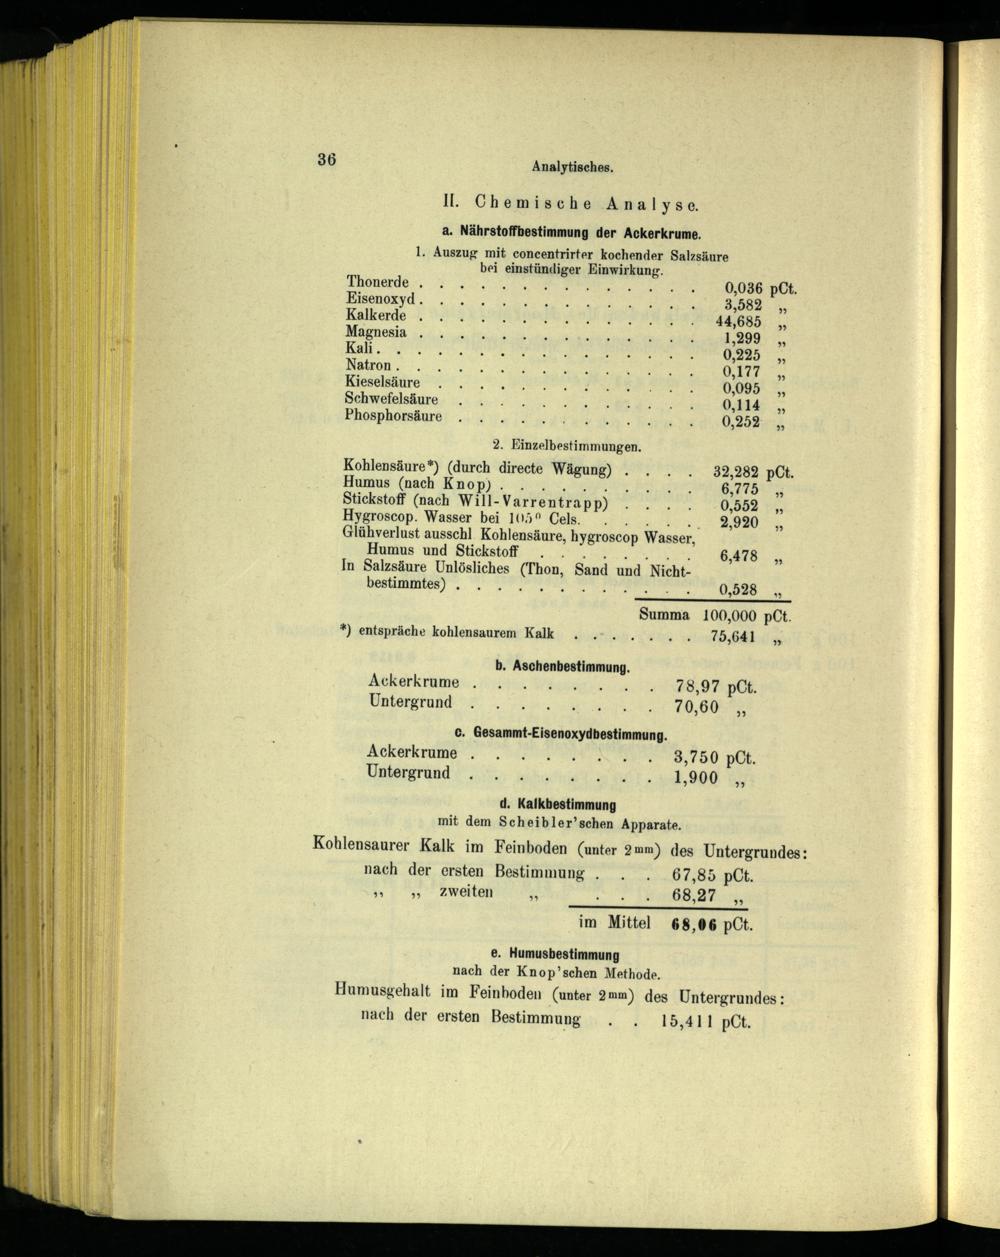 36
Analytisches.
II. Chemische Analyse.
a. Nährstoffbestimmung der Ackerkrume.
1. Auszug mit concentrirter kochender Salzsäure
bei einstündiger Einwirkung.
Thonerde . . . . . . . . . . . . . . 0,036 pCt.
Eisenoxyd . . . . . . . . . . . . . . 3,582 „
Kalkerde . . . . . . . . . . . . . . 44,685 „
Magnesia . . . . . . . . . . . . . . 1,299 „
Kali . . . . . . . . . . . . . . . . 0,225 „
Natron . . . . . . . . . . . . . . . 0,177 „
Kieselsäure . . . . . . . . . . . . . 0,095 „
Schwefelsäure . . . . . . . . . . . . 0,114 „
Phosphorsäure . . . . . . . . . . . . 0,252 „
2. Einzelbestimmungen.
Kohlensäure*) (durch directe Wägung) . . . . 32,282 pCt.
Humus (nach Knop) . . . . . . . . . . 6,775 „
Stickstoff (nach Will-Varrentrapp) . . . . 0,552 „
Hygroscop. Wasser bei 105° Cels. . . . . . . 2,920 „
Glühverlust ausschl Kohlensäure, hygroscop Wasser,
Humus und Stickstoff . . . . . . . . 6,478 „
In Salzsäure Unlösliches (Thon, Sand und Nicht-
bestimmtes) . . . . . . . . . . . . 0,528 „
Summa 100,000 pCt.
*) entspräche kohlensaurem Kalk . . . . . . . 75,641 „
b. Aschenbestimmung.
Ackerkrume . . . . . . . . . 78,97 pCt.
Untergrund . . . . . . . . . 70,60 „
c. Gesammt-Eisenoxydbestimmung.
Ackerkrume . . . . . . . . . 3,750 pCt.
Untergrund . . . . . . . . . 1,900 „
d. Kalkbestimmung
mit dem Scheibler'schen Apparate.
Kohlensaurer Kalk im Feinboden (unter 2mm) des Untergrundes:
nach der ersten Bestimmung . . . 67,85 pCt.
„ „ zweiten „ . . . 68,27 „
im Mittel 68,06 pCt.
e. Humusbestimmung
nach der Knop'schen Methode.
Humusgehalt im Feinboden (unter 2mm) des Untergrundes:
nach der ersten Bestimmung . . 15,411 pCt.